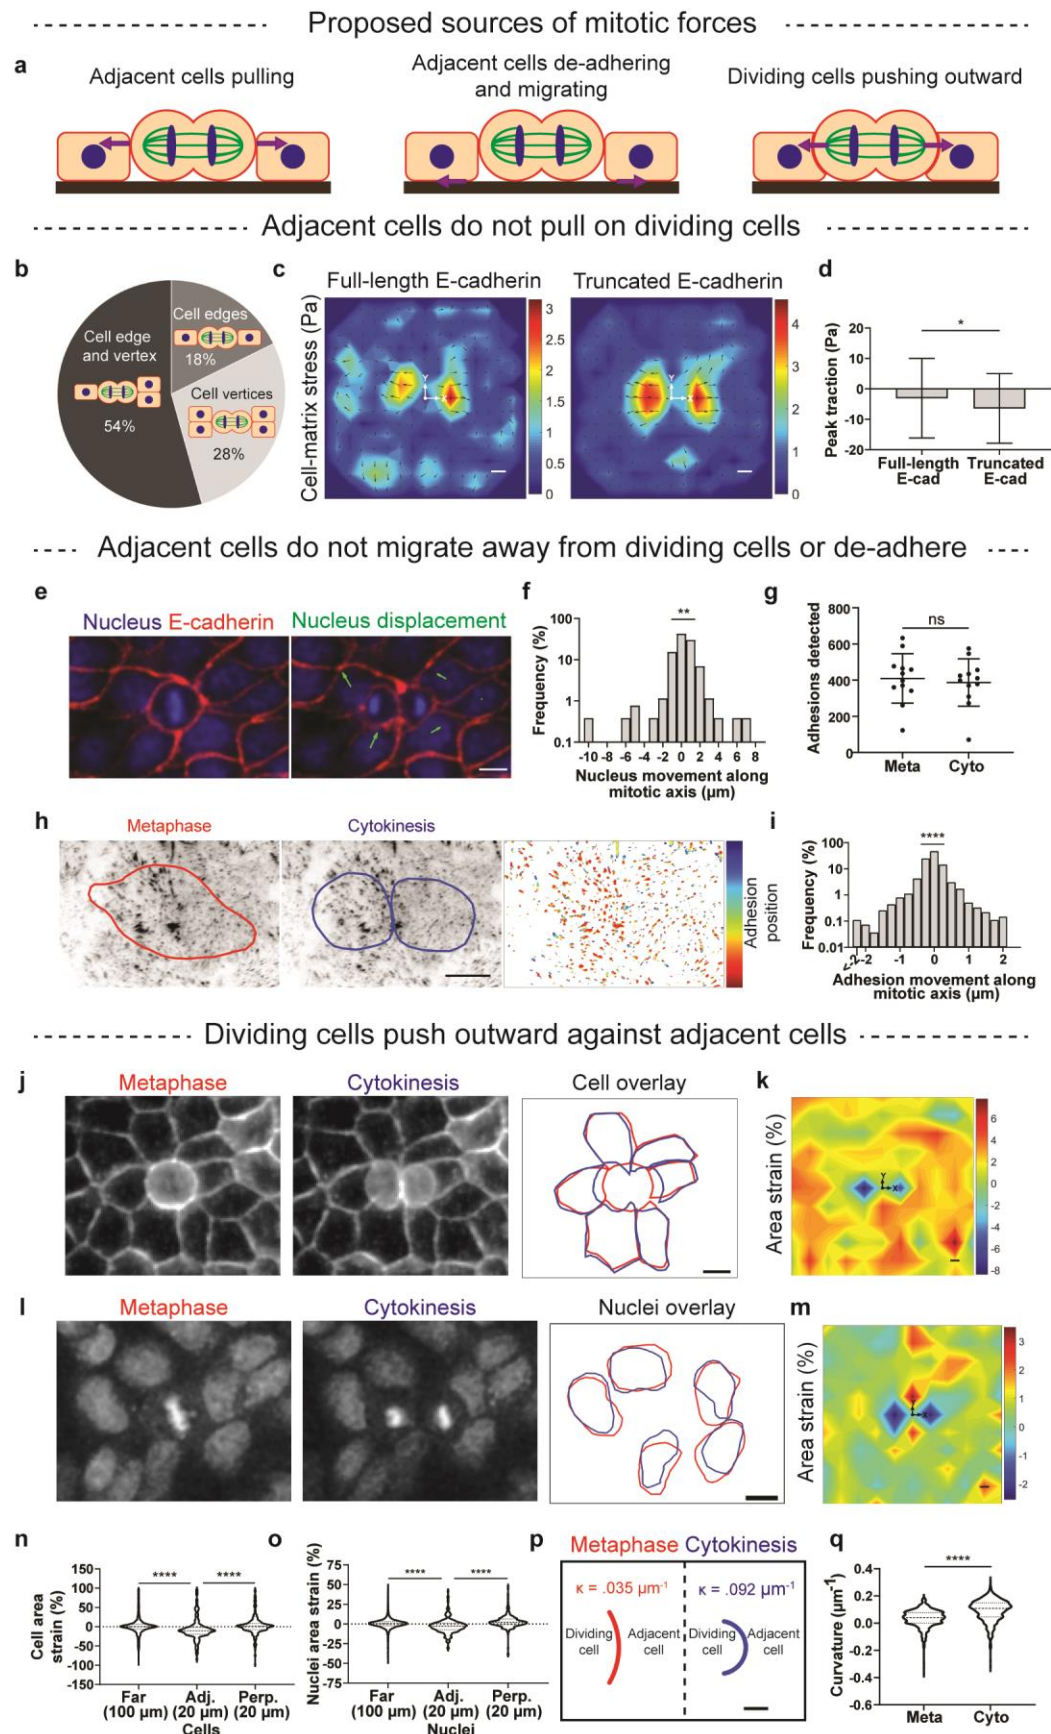 Proposed sources of mitotic forces
a
Adjacent cells pulling
Adjacent cells de-adhering
and migrating
Dividing cells pushing outward
Adjacent cells do not pull on dividing cells
b
Cell edges
18%
Cell edge
and vertex
54%
Cell vertices
28%
c
Full-length E-cadherin
Truncated E-cadherin
Cell-matrix stress (Pa)
Y
X
3
2.5
2
1.5
1
0.5
0
Y
X
4
3
2
1
0
d
*
Peak traction (Pa)
20
10
0
-10
-20
Full-length
E-cad
Truncated
E-cad
Adjacent cells do not migrate away from dividing cells or de-adhere
e
Nucleus E-cadherin
Nucleus displacement
f
**
Frequency (%)
100
10
1
0.1
-10 -8 -6 -4 -2 0 2 4 6 8
Nucleus movement along
mitotic axis (µm)
g
ns
Adhesions detected
800
600
400
200
0
Meta Cyto
h
Metaphase
Cytokinesis
Adhesion
position
i
****
Frequency (%)
100
10
1
0.1
0.01
-2 -1 0 1 2
Adhesion movement along
mitotic axis (µm)
Dividing cells push outward against adjacent cells
j
Metaphase
Cytokinesis
Cell overlay
k
Area strain (%)
Y
X
6
4
2
0
-2
-4
-6
-8
l
Metaphase
Cytokinesis
Nuclei overlay
m
Area strain (%)
Y
X
3
2
1
0
-1
-2
n
Cell area
strain (%)
150
100
50
0
-50
-100
-150
**** ****
Far
(100 µm)
Adj.
(20 µm)
Perp.
(20 µm)
Cells
o
Nuclei area strain (%)
75
50
25
0
-25
-50
-75
**** ****
Far
(100 µm)
Adj.
(20 µm)
Perp.
(20 µm)
Nuclei
p
Metaphase Cytokinesis
κ = .035 µm⁻¹
κ = .092 µm⁻¹
Dividing
cell
Adjacent
cell
Dividing
cell
Adjacent
cell
q
****
Curvature (µm⁻¹)
0.4
0.2
0.0
-0.2
-0.4
-0.6
Meta Cyto